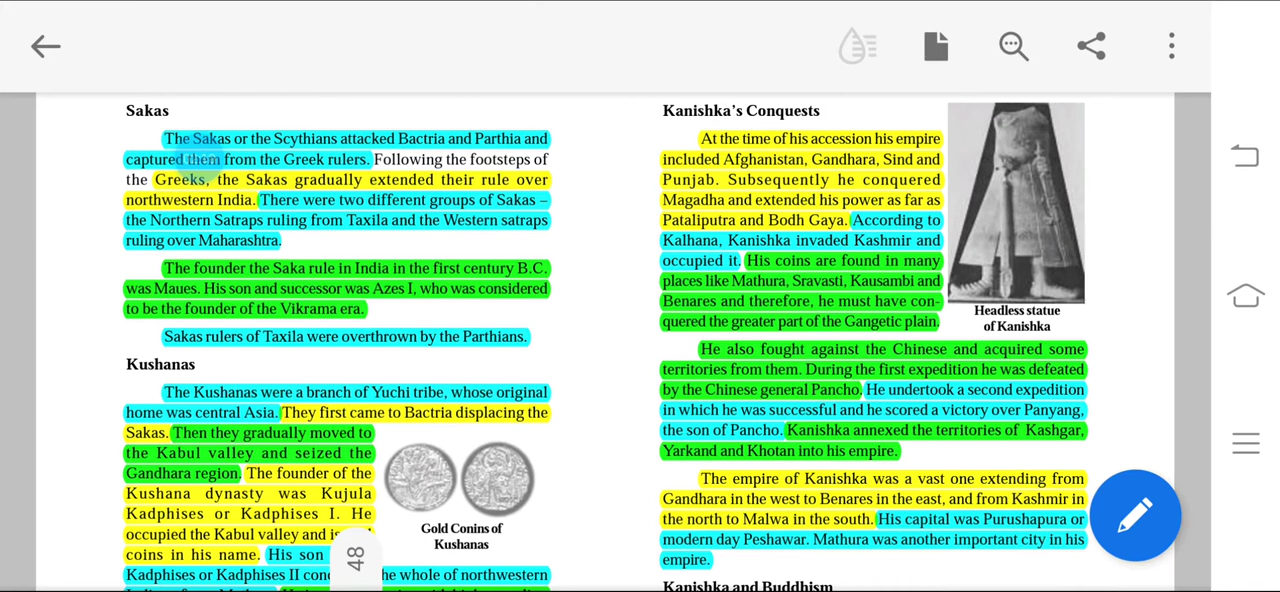 Sakas
The Sakas or the Scythians attacked Bactria and Parthia and
captured them from the Greek rulers. Following the footsteps of
the Greeks, the Sakas gradually extended their rule over
northwestern India. There were two different groups of Sakas –
the Northern Satraps ruling from Taxila and the Western satraps
ruling over Maharashtra.
The founder the Saka rule in India in the first century B.C.
was Maues. His son and successor was Azes I, who was considered
to be the founder of the Vikrama era.
Sakas rulers of Taxila were overthrown by the Parthians.
Kushanas
The Kushanas were a branch of Yuchi tribe, whose original
home was central Asia. They first came to Bactria displacing the
Sakas. Then they gradually moved to
the Kabul valley and seized the
Gandhara region. The founder of the
Kushana dynasty was Kujula
Kadphises or Kadphises I. He
occupied the Kabul valley and
coins in his name. His son
Kadphises or Kadphises II he whole of northwestern
Gold Conins of
Kushanas
48
Kanishka's Conquests
At the time of his accession his empire
included Afghanistan, Gandhara, Sind and
Punjab. Subsequently he conquered
Magadha and extended his power as far as
Pataliputra and Bodh Gaya. According to
Kalhana, Kanishka invaded Kashmir and
occupied it. His coins are found in many
places like Mathura, Sravasti, Kausambi and
Benares and therefore, he must have con-
quered the greater part of the Gangetic plain.
Headless statue
of Kanishka
He also fought against the Chinese and acquired some
territories from them. During the first expedition he was defeated
by the Chinese general Pancho. He undertook a second expedition
in which he was successful and he scored a victory over Panyang,
the son of Pancho. Kanishka annexed the territories of Kashgar,
Yarkand and Khotan into his empire.
The empire of Kanishka was a vast one extending from
Gandhara in the west to Benares in the east, and from Kashmir in
the north to Malwa in the south. His capital was Purushapura or
modern day Peshawar. Mathura was another important city in his
empire.
Kanishka and Buddhism